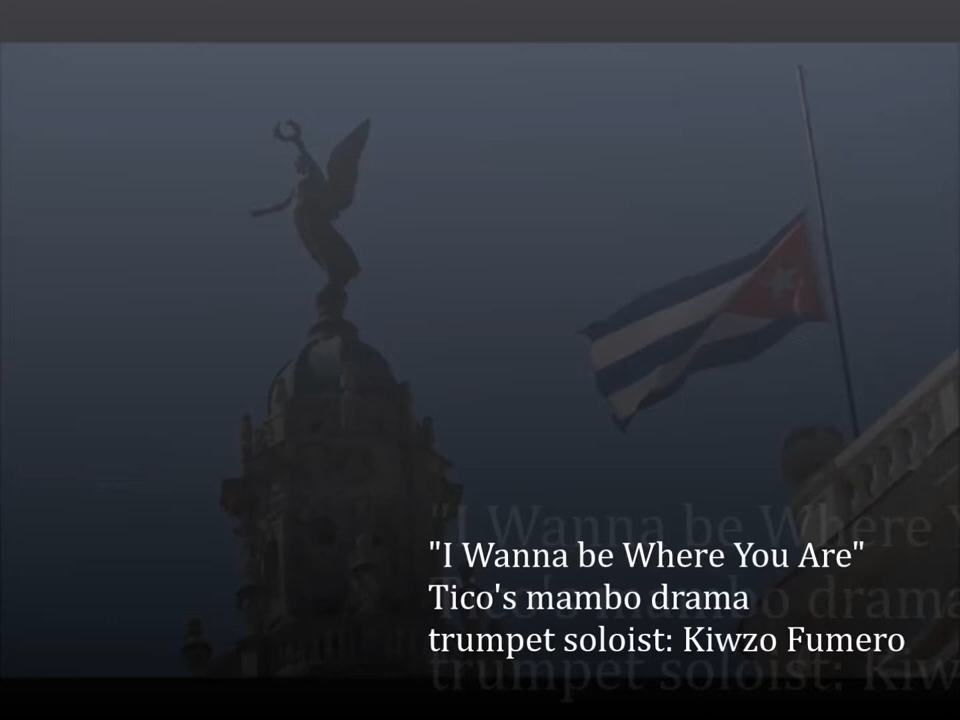 "I Wanna be Where You Are"
Tico's mambo drama
trumpet soloist: Kiwzo Fumero